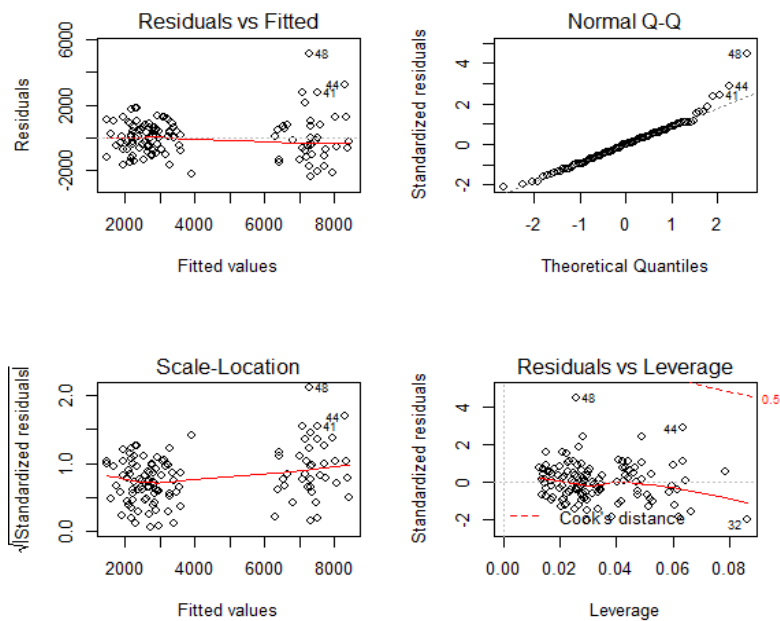 Residuals vs Fitted
Residuals
6000
2000
-2000
48
44
41
2000 4000 6000 8000
Fitted values
Normal Q-Q
Standardized residuals
4
2
0
-2
48
44
41
-2 -1 0 1 2
Theoretical Quantiles
Scale-Location
√|Standardized residuals|
2.0
1.0
0.0
48
44
41
2000 4000 6000 8000
Fitted values
Residuals vs Leverage
Standardized residuals
4
2
0
-2
48
44
0.5
Cook's distance
32
0.00 0.02 0.04 0.06 0.08
Leverage